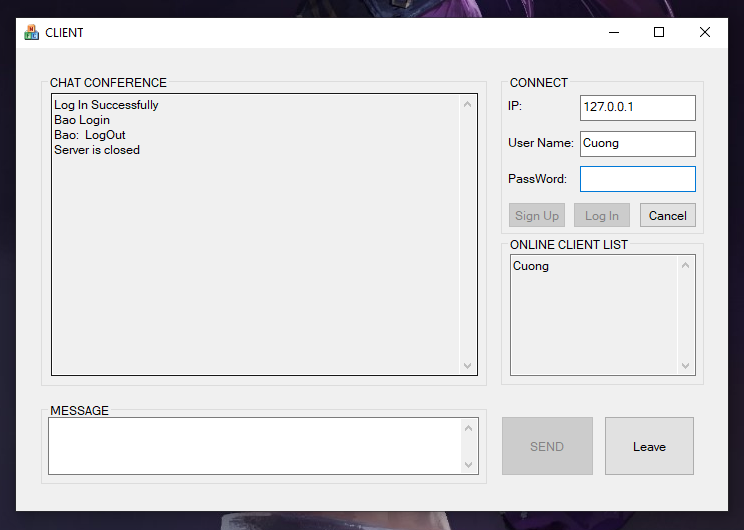 CLIENT
CHAT CONFERENCE
Log In Successfully
Bao Login
Bao:  LogOut
Server is closed
CONNECT
IP:
127.0.0.1
User Name:
Cuong
PassWord:
Sign Up
Log In
Cancel
ONLINE CLIENT LIST
Cuong
MESSAGE
SEND
Leave